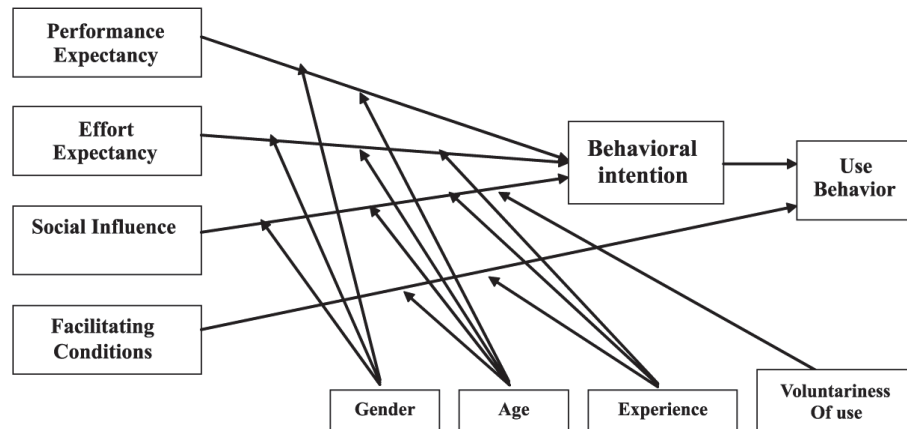 Performance
Expectancy
Effort
Expectancy
Social Influence
Facilitating
Conditions
Behavioral
intention
Use
Behavior
Gender
Age
Experience
Voluntariness
Of use